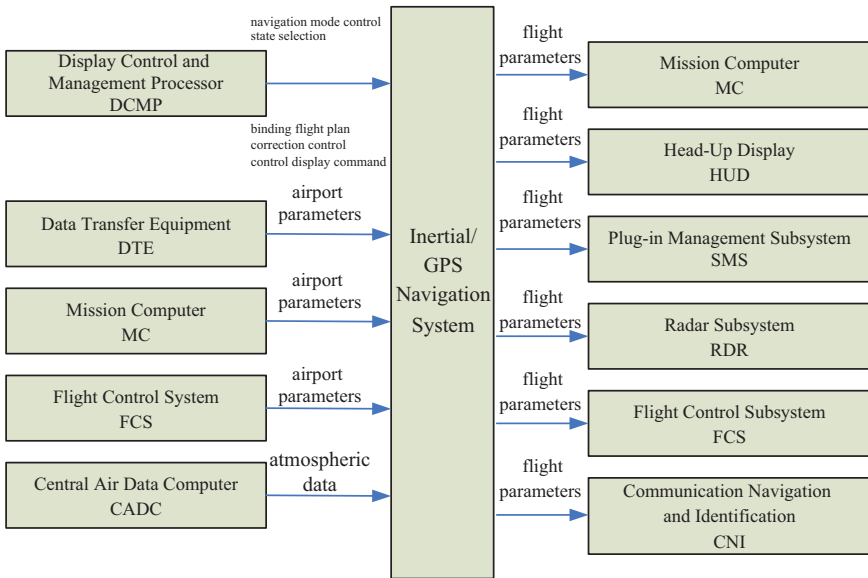 navigation mode control
state selection
Display Control and
Management Processor
DCMP
binding flight plan
correction control
control display command
airport
parameters
Data Transfer Equipment
DTE
airport
parameters
Mission Computer
MC
airport
parameters
Flight Control System
FCS
atmospheric
data
Central Air Data Computer
CADC
Inertial/
GPS
Navigation
System
flight
parameters
Mission Computer
MC
flight
parameters
Head-Up Display
HUD
flight
parameters
Plug-in Management Subsystem
SMS
flight
parameters
Radar Subsystem
RDR
flight
parameters
Flight Control Subsystem
FCS
flight
parameters
Communication Navigation
and Identification
CNI